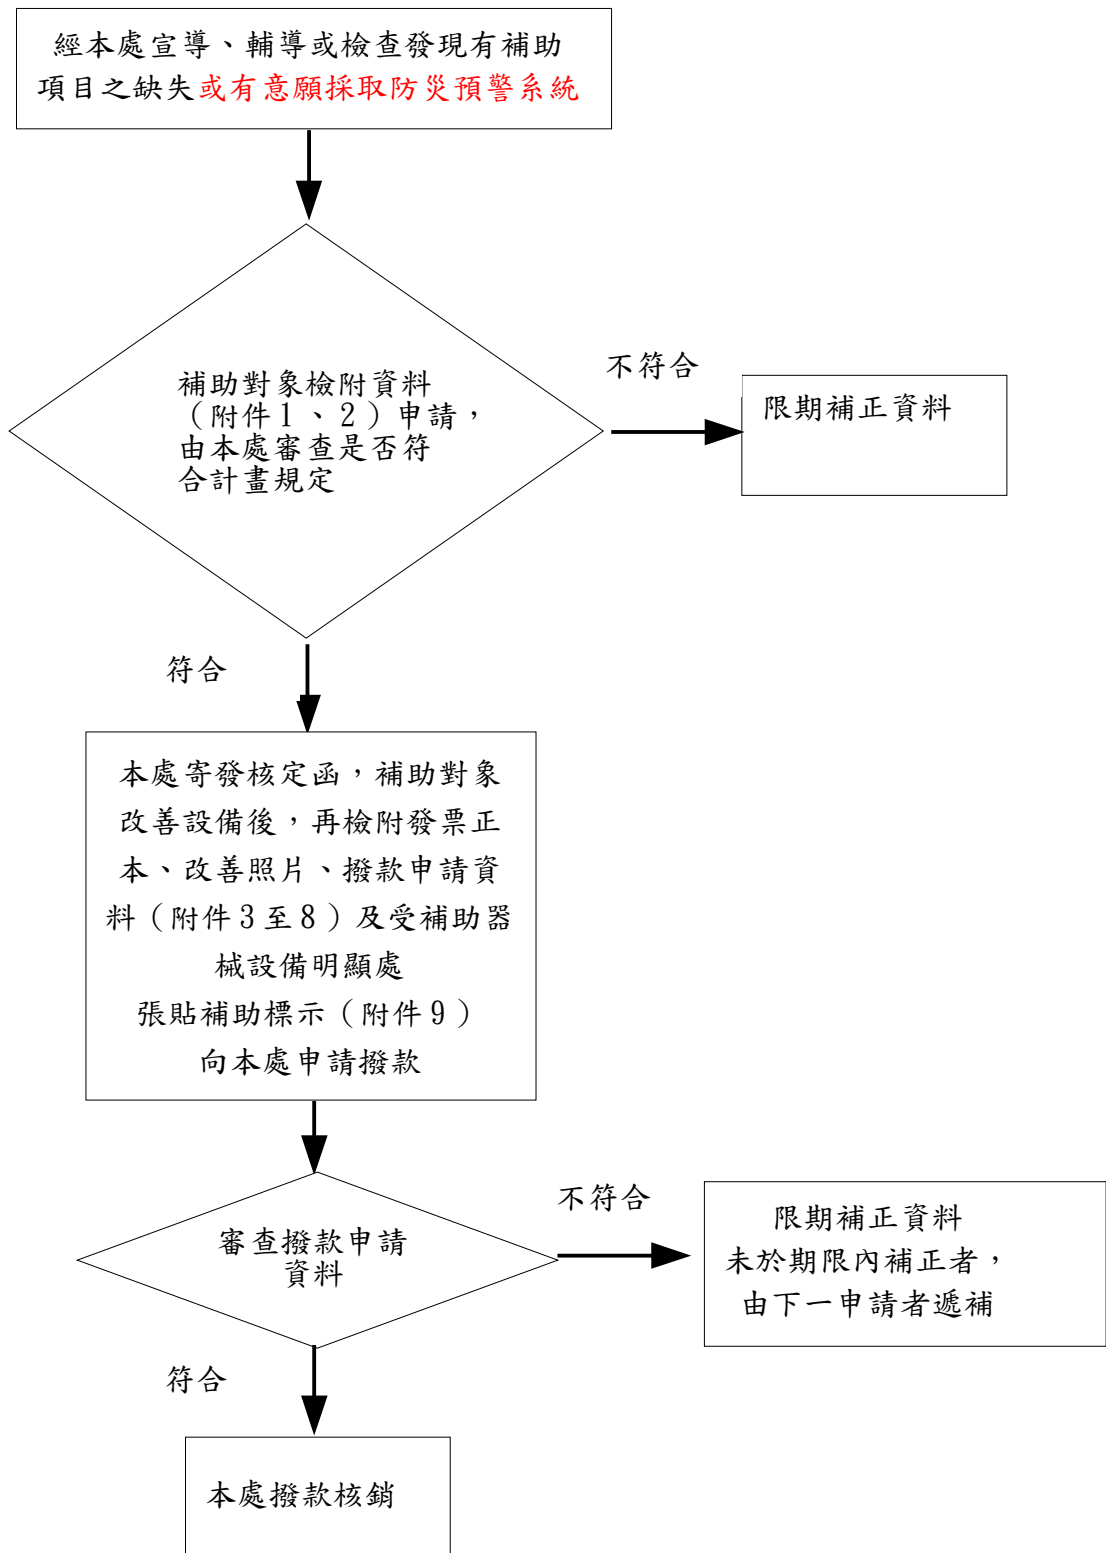 經本處宣導、輔導或檢查發現有補助
項目之缺失或有意願採取防災預警系統
不符合
補助對象檢附資料
（附件1、2）申請，
由本處審查是否符
合計畫規定
限期補正資料
符合
本處寄發核定函，補助對象
改善設備後，再檢附發票正
本、改善照片、撥款申請資
料（附件3至8）及受補助器
械設備明顯處
張貼補助標示（附件9）
向本處申請撥款
不符合
審查撥款申請
資料
限期補正資料
未於期限內補正者，
由下一申請者遞補
符合
本處撥款核銷